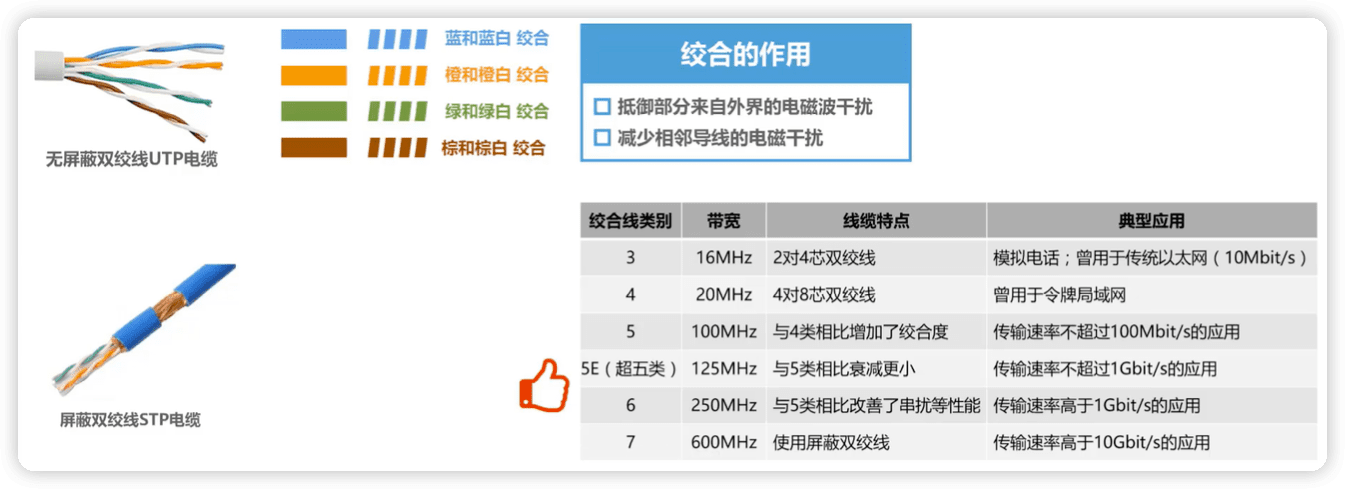 蓝和蓝白 绞合
橙和橙白 绞合
绿和绿白 绞合
棕和棕白 绞合
无屏蔽双绞线UTP电缆
绞合的作用
抵御部分来自外界的电磁波干扰
减少相邻导线的电磁干扰
屏蔽双绞线STP电缆
绞合线类别 带宽 线缆特点 典型应用
3 16MHz 2对4芯双绞线 模拟电话；曾用于传统以太网（10Mbit/s）
4 20MHz 4对8芯双绞线 曾用于令牌局域网
5 100MHz 与4类相比增加了绞合度 传输速率不超过100Mbit/s的应用
5E（超五类） 125MHz 与5类相比衰减更小 传输速率不超过1Gbit/s的应用
6 250MHz 与5类相比改善了串扰等性能 传输速率高于1Gbit/s的应用
7 600MHz 使用屏蔽双绞线 传输速率高于10Gbit/s的应用